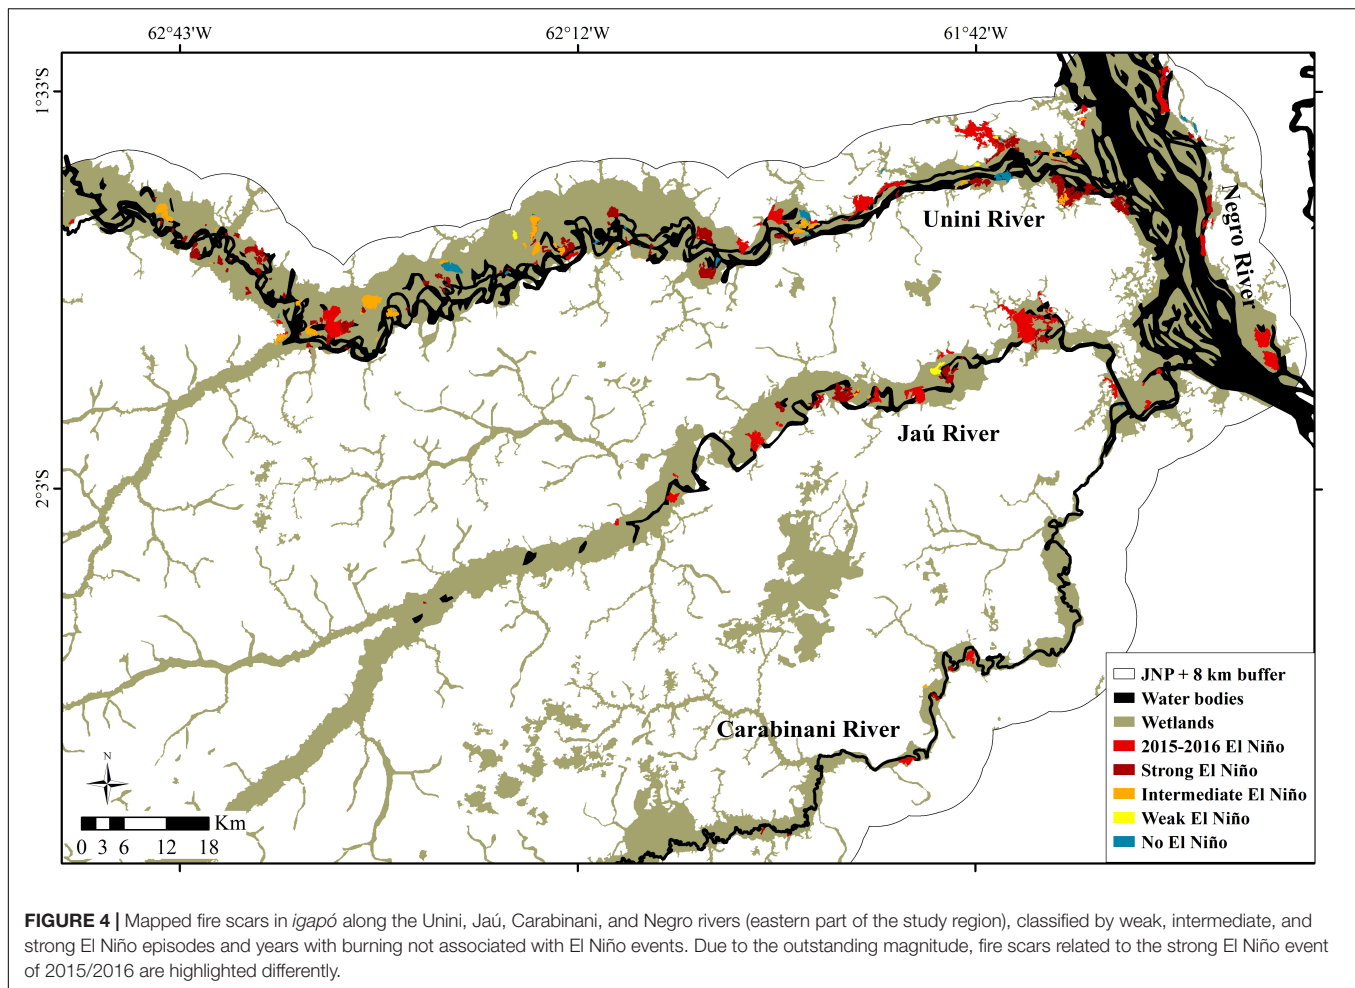 62°43'W
62°12'W
61°42'W
1°33'S
2°3'S
Unini River
Negro River
Jaú River
Carabinani River
N
Km
0 3 6 12 18
JNP + 8 km buffer
Water bodies
Wetlands
2015-2016 El Niño
Strong El Niño
Intermediate El Niño
Weak El Niño
No El Niño
FIGURE 4 | Mapped fire scars in igapó along the Unini, Jaú, Carabinani, and Negro rivers (eastern part of the study region), classified by weak, intermediate, and
strong El Niño episodes and years with burning not associated with El Niño events. Due to the outstanding magnitude, fire scars related to the strong El Niño event
of 2015/2016 are highlighted differently.